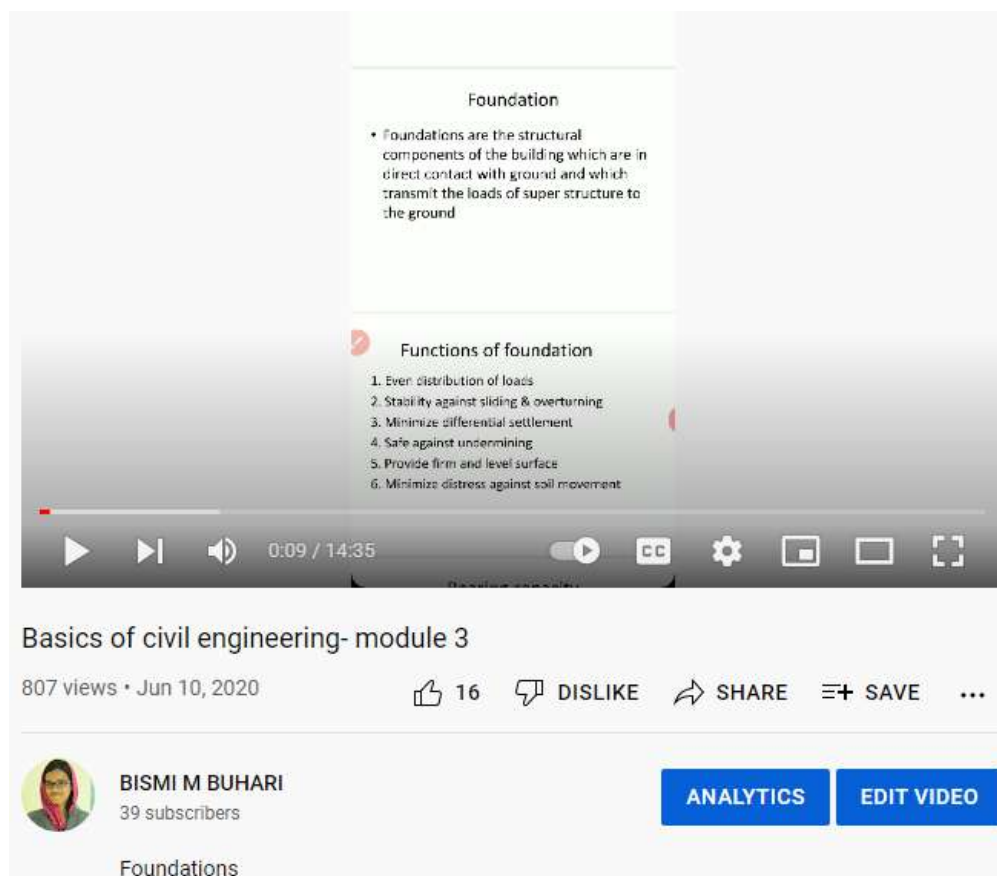 Foundation
• Foundations are the structural
components of the building which are in
direct contact with ground and which
transmit the loads of super structure to
the ground
Functions of foundation
1. Even distribution of loads
2. Stability against sliding & overturning
3. Minimize differential settlement
4. Safe against undermining
5. Provide firm and level surface
6. Minimize distress against soil movement
0:09 / 14:35
CC
Bearing capacity
Basics of civil engineering- module 3
807 views • Jun 10, 2020
16 DISLIKE SHARE SAVE ...
BISMI M BUHARI
39 subscribers
ANALYTICS EDIT VIDEO
Foundations